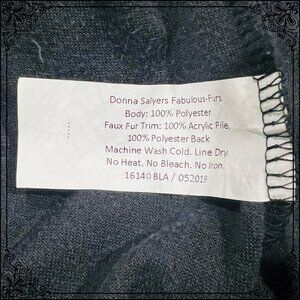 Donna Salyers Fabulous-Furs
Body: 100% Polyester
Faux Fur Trim: 100% Acrylic Pile,
100% Polyester Back
Machine Wash Cold. Line Dry.
No Heat. No Bleach. No Iron.
16140 BLA / 052019